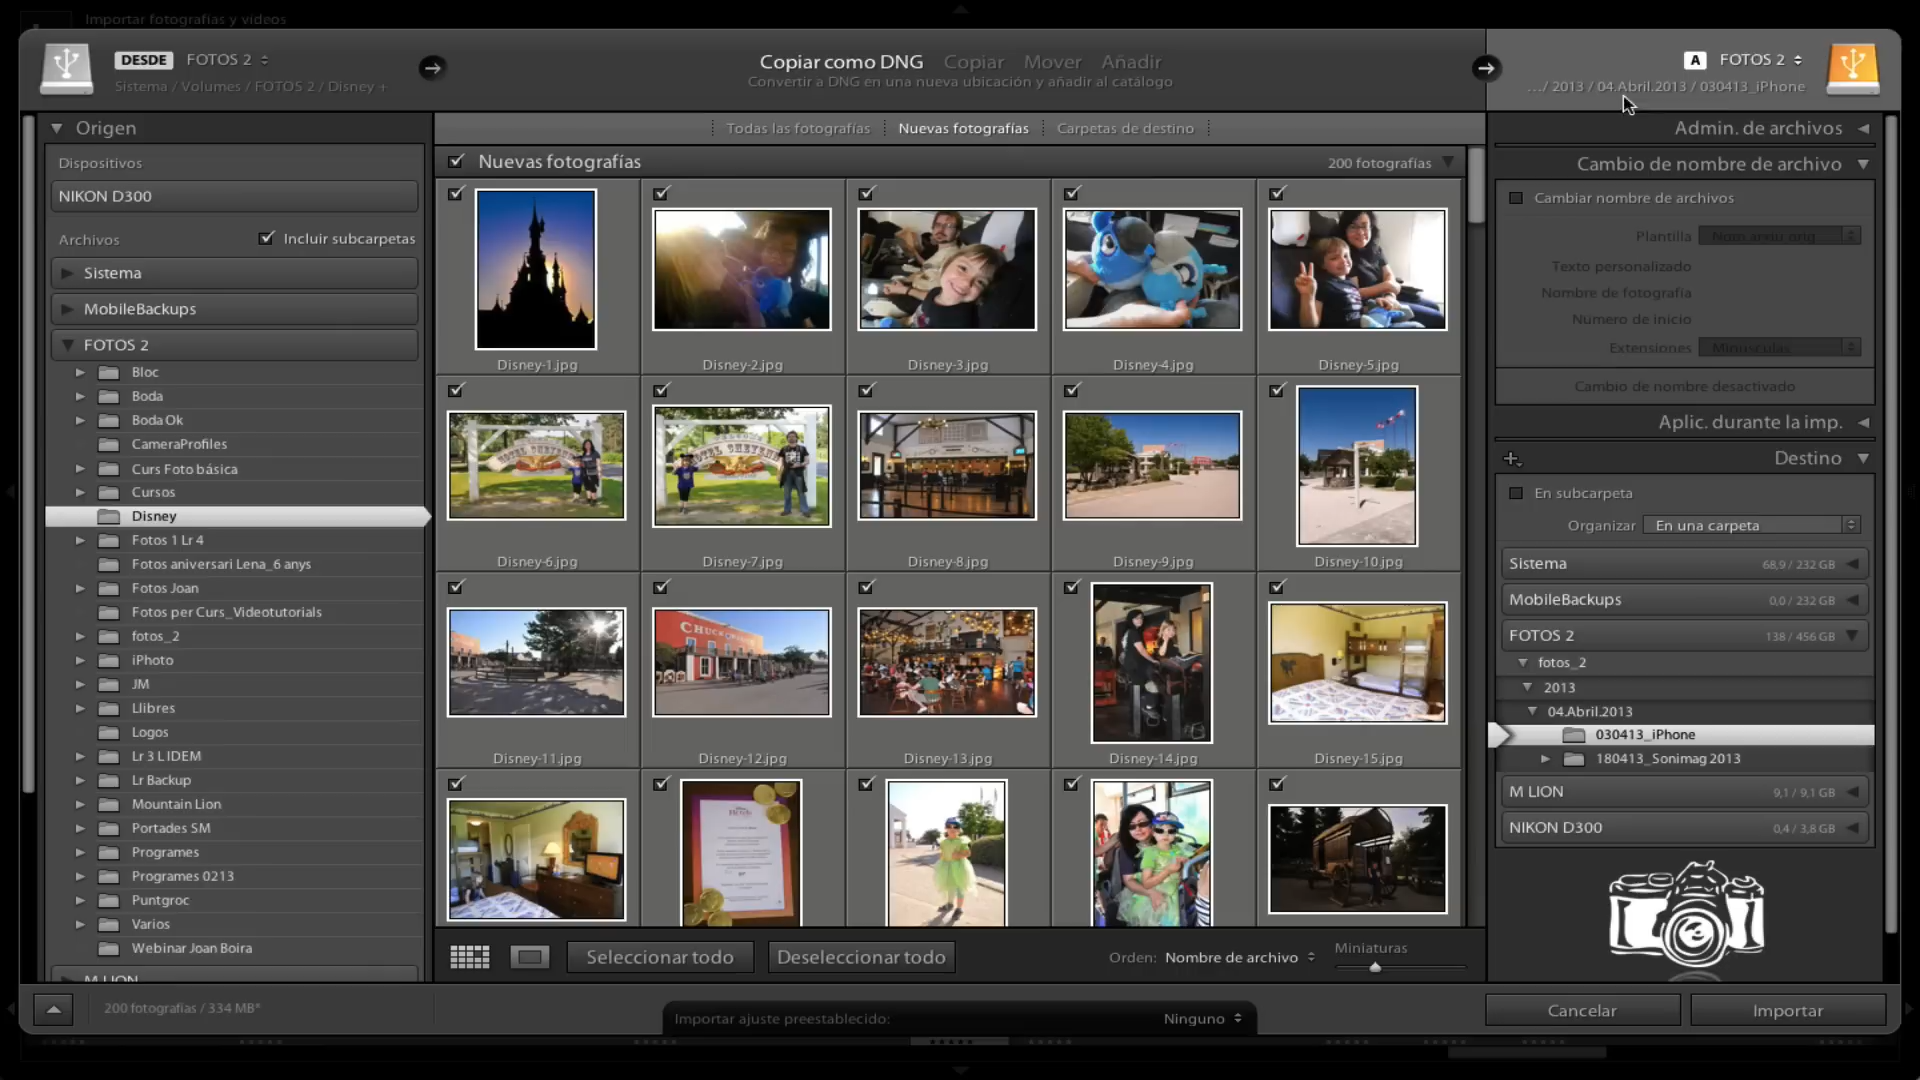 Importar fotografías y vídeos
DESDE FOTOS 2
Sistema / Volumes / FOTOS 2 / Disney +
Copiar como DNG Copiar Mover Añadir
Convertir a DNG en una nueva ubicación y añadir al catálogo
A FOTOS 2
.../ 2013 / 04.Abril.2013 / 030413_iPhone
Origen
Dispositivos
NIKON D300
Archivos Incluir subcarpetas
Sistema
MobileBackups
FOTOS 2
Bloc
Boda
Boda Ok
CameraProfiles
Curs Foto básica
Cursos
Disney
Fotos 1 Lr 4
Fotos aniversari Lena_6 anys
Fotos Joan
Fotos per Curs_Videotutorials
fotos_2
iPhoto
JM
Llibres
Logos
Lr 3 LIDEM
Lr Backup
Mountain Lion
Portades SM
Programes
Programes 0213
Puntgroc
Varios
Webinar Joan Boira
M LION
Todas las fotografías Nuevas fotografías Carpetas de destino
Nuevas fotografías 200 fotografías
Disney-1.jpg Disney-2.jpg Disney-3.jpg Disney-4.jpg Disney-5.jpg
Disney-6.jpg Disney-7.jpg Disney-8.jpg Disney-9.jpg Disney-10.jpg
Disney-11.jpg Disney-12.jpg Disney-13.jpg Disney-14.jpg Disney-15.jpg
Seleccionar todo Deseleccionar todo Orden: Nombre de archivo Miniaturas
Admin. de archivos
Cambio de nombre de archivo
Cambiar nombre de archivos
Plantilla
Texto personalizado
Nombre de fotografía
Número de inicio
Extensiones Minúsculas
Cambio de nombre desactivado
Aplic. durante la imp.
Destino
En subcarpeta
Organizar En una carpeta
Sistema 68,9 / 232 GB
MobileBackups 0,0 / 232 GB
FOTOS 2 138 / 456 GB
fotos_2
2013
04.Abril.2013
030413_iPhone
180413_Sonimag 2013
M LION 9,1 / 9,1 GB
NIKON D300 0,4 / 3,8 GB
200 fotografías / 334 MB*
Importar ajuste preestablecido: Ninguno
Cancelar Importar